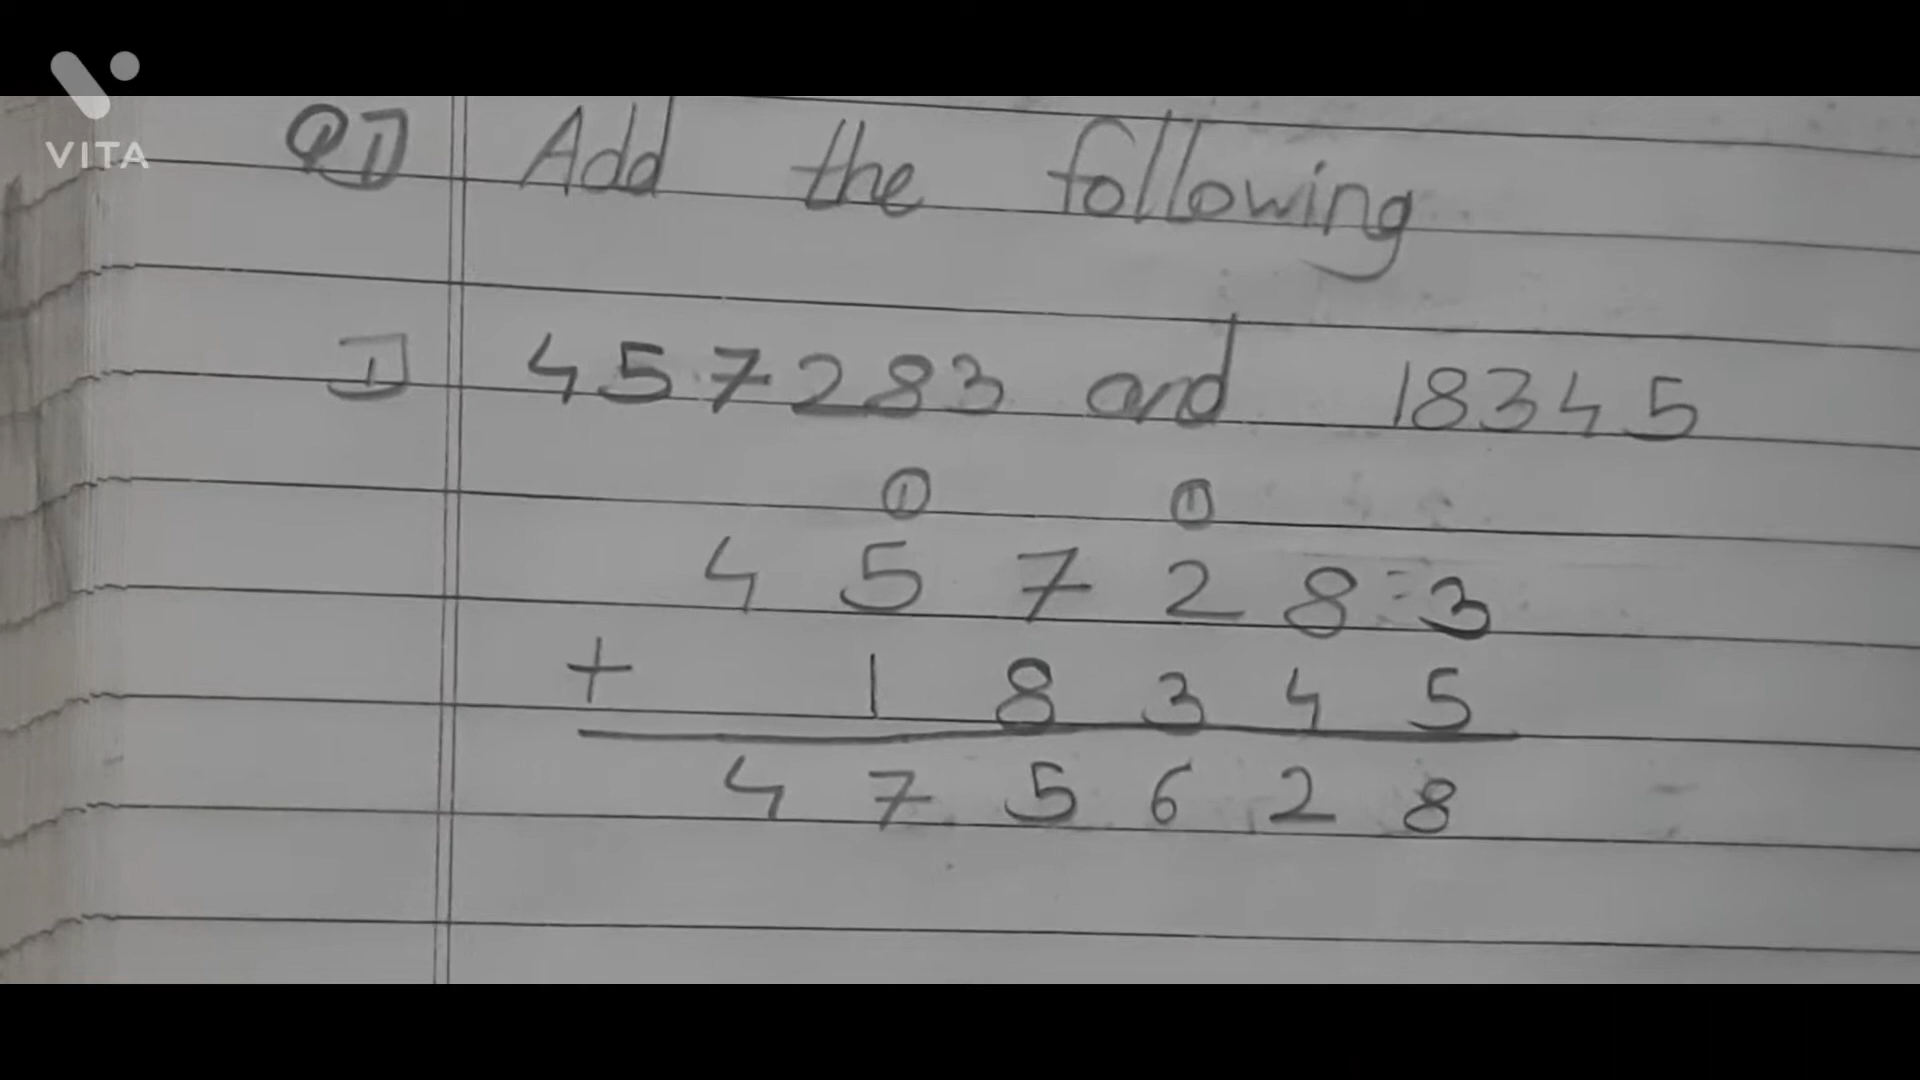 VITA
Q1 Add the following
1 457283 and 18345
1 1
4 5 7 2 8 3
+ 1 8 3 4 5
4 7 5 6 2 8